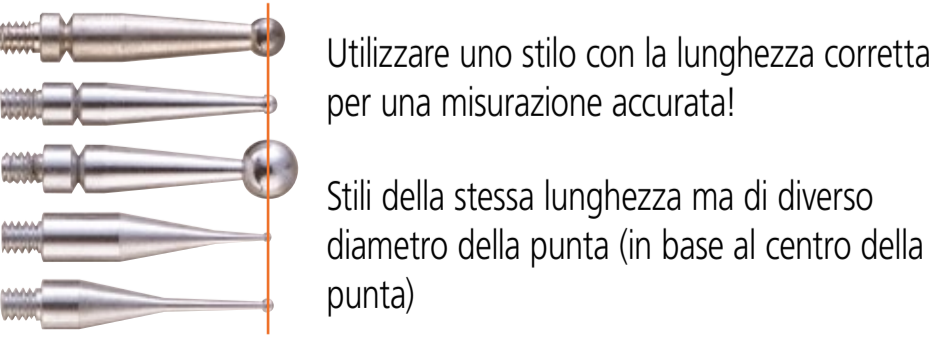 Utilizzare uno stilo con la lunghezza corretta
per una misurazione accurata!
Stili della stessa lunghezza ma di diverso
diametro della punta (in base al centro della
punta)